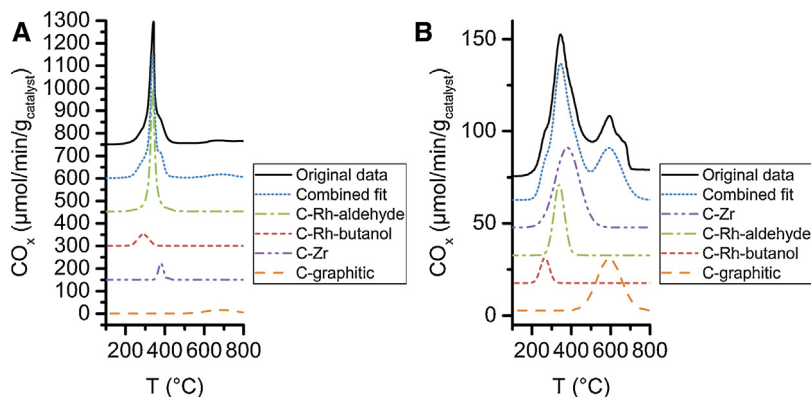 A
COₓ (µmol/min/g_catalyst)
1300
1200
1100
1000
900
800
700
600
500
400
300
200
100
0
200 400 600 800
T (°C)
Original data
Combined fit
C-Rh-aldehyde
C-Rh-butanol
C-Zr
C-graphitic
B
COₓ (µmol/min/g_catalyst)
150
100
50
0
200 400 600 800
T (°C)
Original data
Combined fit
C-Zr
C-Rh-aldehyde
C-Rh-butanol
C-graphitic